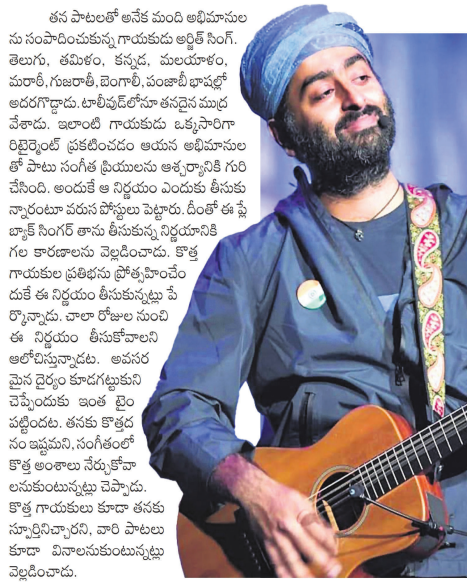 తన పాటలతో అనేక మంది అభిమానుల
ను సంపాదించుకున్న గాయకుడు అర్జిత్ సింగ్.
తెలుగు, తమిళం, కన్నడ, మలయాళం,
మరాఠీ,గుజరాతీ,బెంగాలీ, పంజాబీ భాషల్లో
అదరగొడ్డాడు. టాలీవుడ్‌లోనూ తనదైన ముద్ర
వేశాడు. ఇలాంటి గాయకుడు ఒక్కసారిగా
రిటైర్మెంట్ ప్రకటించడం ఆయన అభిమానుల
తో పాటు సంగీత ప్రియులను ఆశ్చర్యానికి గురి
చేసింది. అందుకే ఆ నిర్ణయం ఎందుకు తీసుకు
న్నారంటూ వరుస పోస్టులు పెట్టారు. దీంతో ఈ ప్లే
బ్యాక్ సింగర్ తాను తీసుకున్న నిర్ణయానికి
గల కారణాలను వెల్లడించాడు. కొత్త
గాయకుల ప్రతిభను ప్రోత్సహించేం
దుకే ఈ నిర్ణయం తీసుకున్నట్లు పే
ర్కొన్నాడు. చాలా రోజుల నుంచి
ఈ నిర్ణయం తీసుకోవాలని
ఆలోచిస్తున్నాడట. అవసర
మైన దైర్యం కూడగట్టుకుని
చెప్పేందుకు ఇంత టైం
పట్టిందట. తనకు కొత్తద
నం ఇష్టమని, సంగీతంలో
కొత్త అంశాలు నేర్చుకోవా
లనుకుంటున్నట్లు చెప్పాడు.
కొత్త గాయకులు కూడా తనకు
స్పూర్తినిచ్చారని, వారి పాటలు
కూడా వినాలనుకుంటున్నట్లు
వెల్లడించాడు.